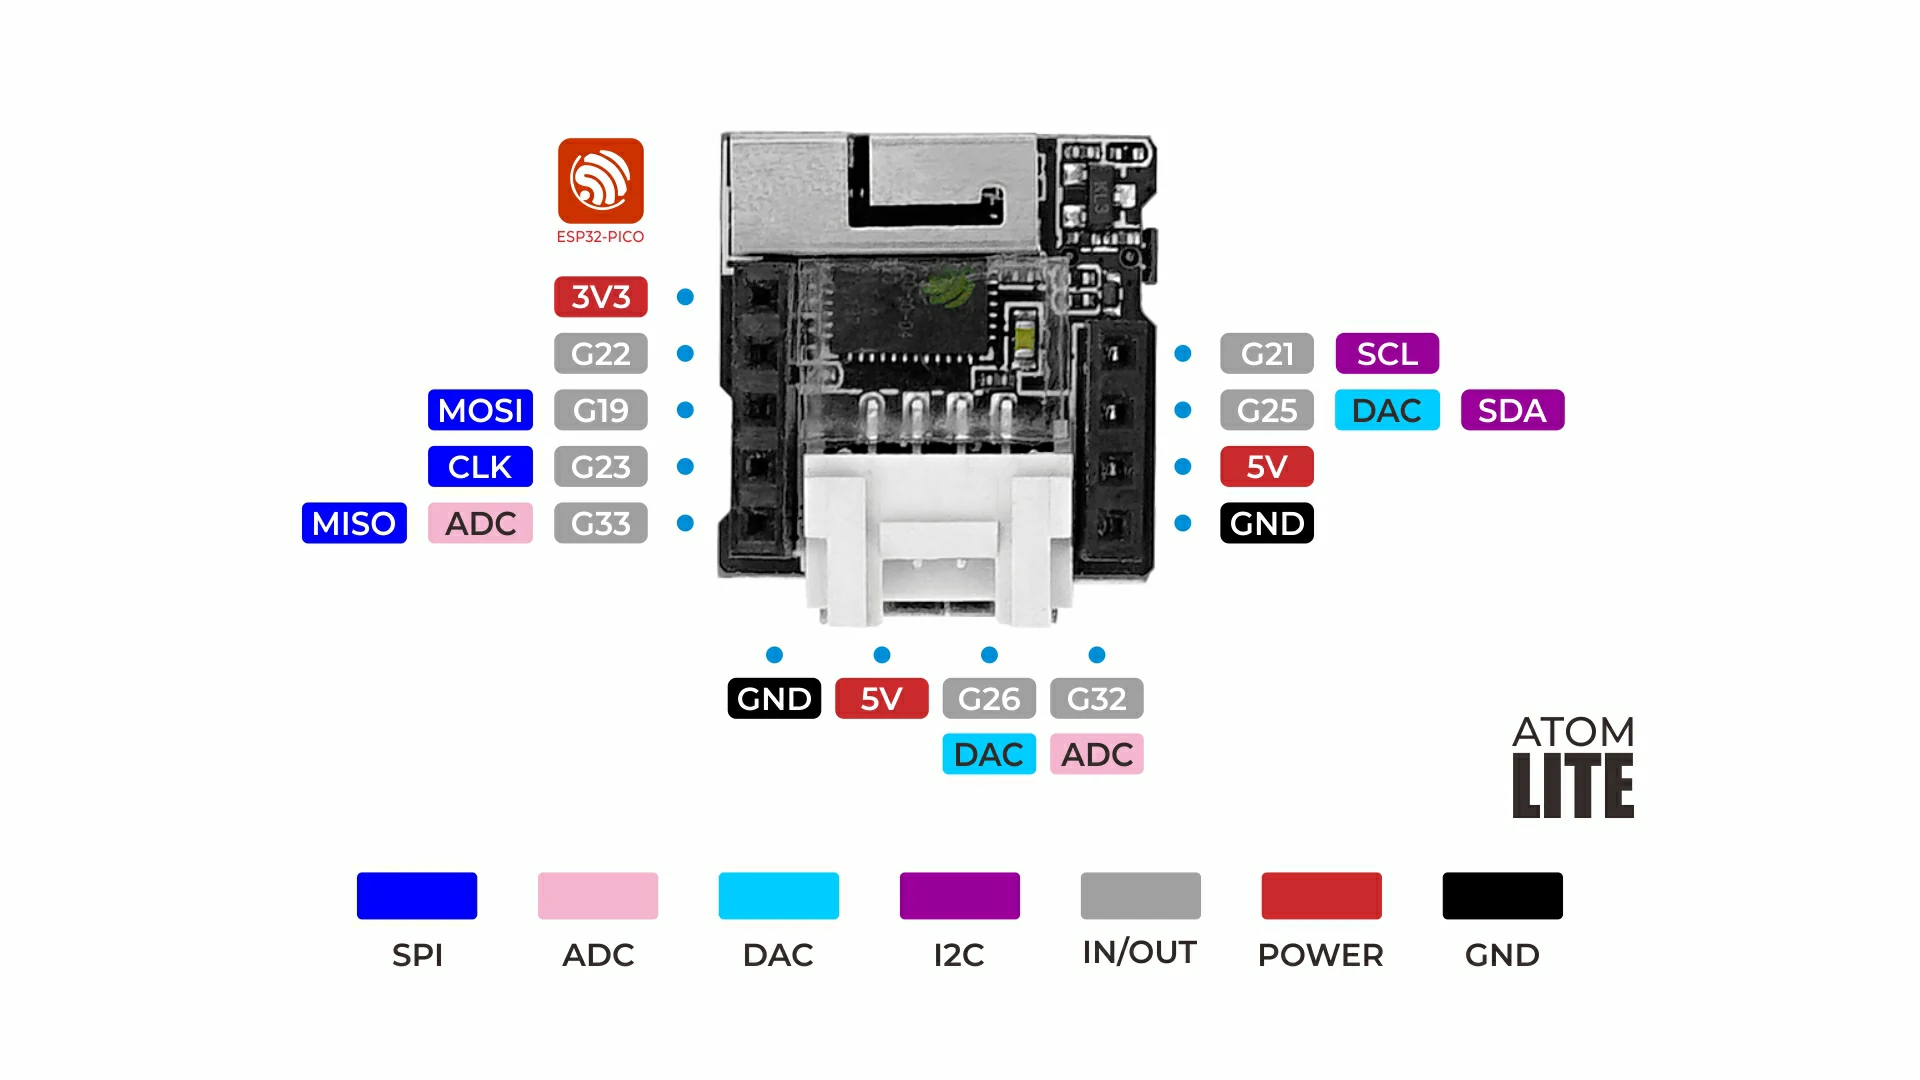 ESP32-PICO
3V3
G22
G21 SCL
MOSI G19
G25 DAC SDA
CLK G23
5V
MISO ADC G33
GND
GND 5V G26 G32
DAC ADC
ATOM
LITE
SPI ADC DAC I2C IN/OUT POWER GND